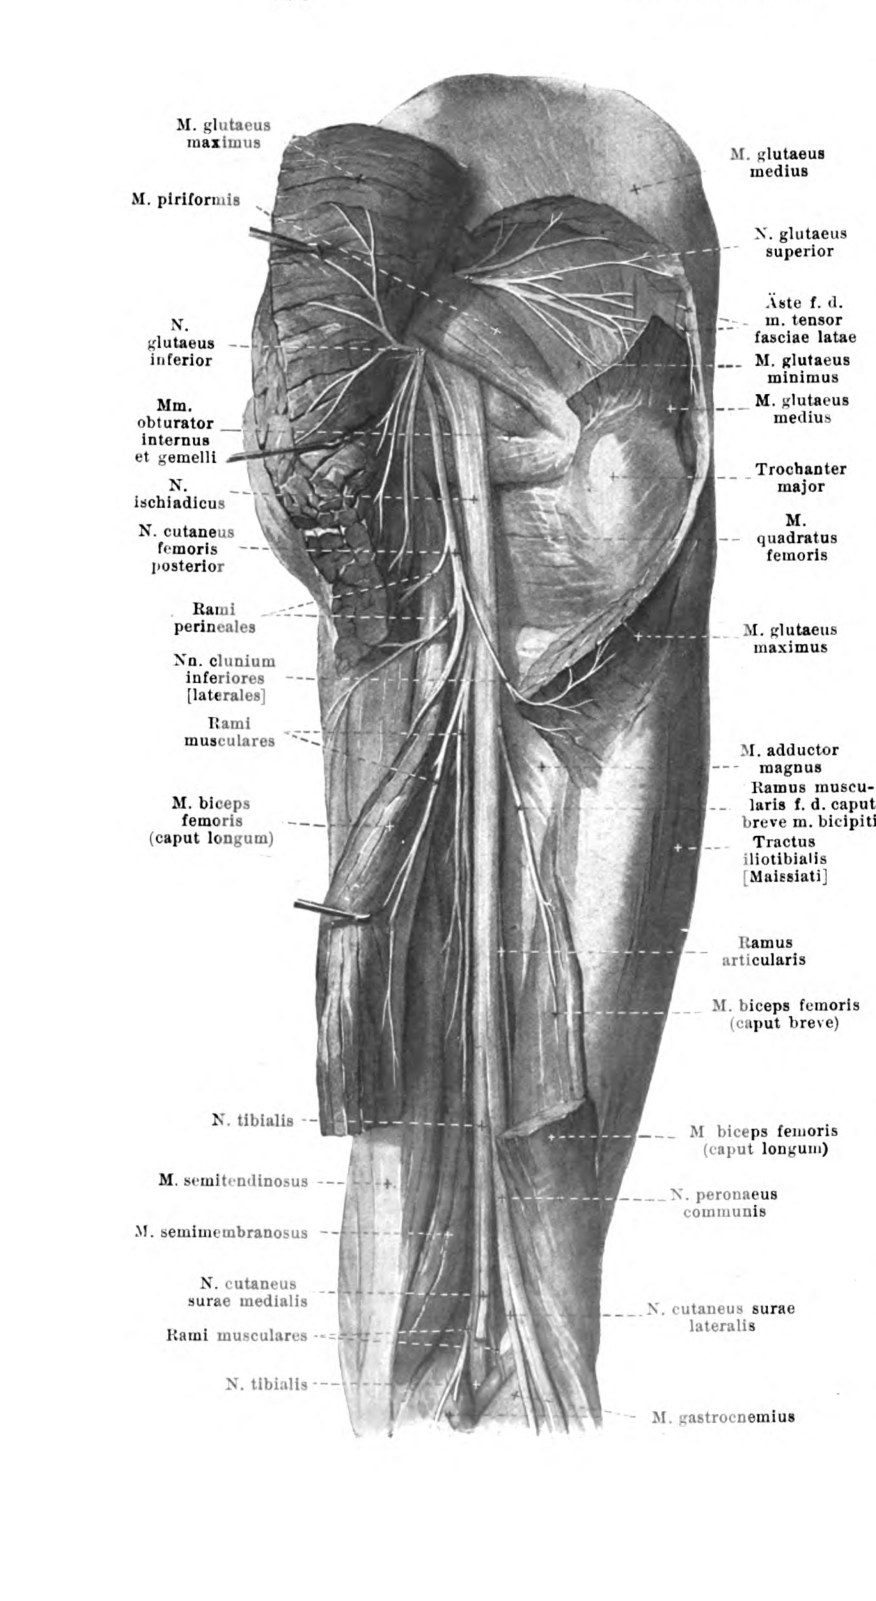 M. glutaeus
maximus
M. piriformis
N.
glutaeus
inferior
Mm.
obturator
internus
et gemelli
N.
ischiadicus
N. cutaneus
femoris
posterior
Rami
perineales
Nn. clunium
inferiores
[laterales]
Rami
musculares
M. biceps
femoris
(caput longum)
N. tibialis
M. semitendinosus
M. semimembranosus
N. cutaneus
surae medialis
Rami musculares
N. tibialis
M. glutaeus
medius
N. glutaeus
superior
Äste f. d.
m. tensor
fasciae latae
M. glutaeus
minimus
M. glutaeus
medius
Trochanter
major
M.
quadratus
femoris
M. glutaeus
maximus
M. adductor
magnus
Ramus muscu-
laris f. d. caput
breve m. bicipiti
Tractus
iliotibialis
[Maissiati]
Ramus
articularis
M. biceps femoris
(caput breve)
M biceps femoris
(caput longum)
N. peronaeus
communis
N. cutaneus surae
lateralis
M. gastrocnemius